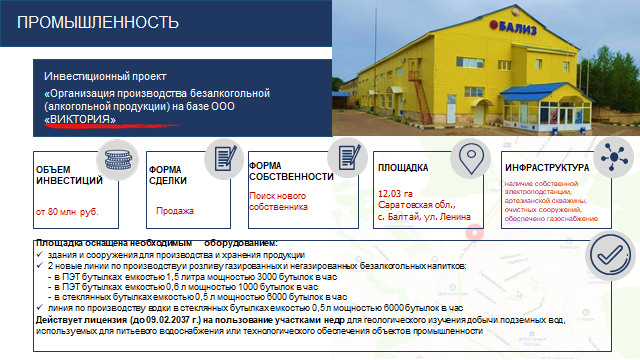 ПРОМЫШЛЕННОСТЬ
БАЛИЗ
Инвестиционный проект
«Организация производства безалкогольной
(алкогольной продукции) на базе ООО
«ВИКТОРИЯ»
ОБЪЕМ
ИНВЕСТИЦИЙ
от 80 млн руб.
ФОРМА
СДЕЛКИ
Продажа
ФОРМА
СОБСТВЕННОСТИ
Поиск нового
собственника
ПЛОЩАДКА
12,03 га
Саратовская обл.,
с. Балтай, ул. Ленина
ИНФРАСТРУКТУРА
наличие собственной
электроподстанции,
артезианской скважины,
очистных сооружений,
обеспечено газоснабжение
Площадка оснащена необходимым оборудованием:
✓ здания и сооружения для производства и хранения продукции
✓ 2 новые линии по производству и розливу газированных и негазированных безалкогольных напитков:
- в ПЭТ бутылках емкостью 1,5 литра мощностью 3000 бутылок в час
- в ПЭТ бутылках емкостью 0,6 л мощностью 1000 бутылок в час
- в стеклянных бутылках емкостью 0,5 л мощностью 6000 бутылок в час
✓ линия по производству водки в стеклянных бутылках емкостью 0,5 л мощностью 6000 бутылок в час
Действует лицензия (до 09.02.2037 г.) на пользование участками недр для геологического изучения добычи подземных вод,
используемых для питьевого водоснабжения или технологического обеспечения объектов промышленности